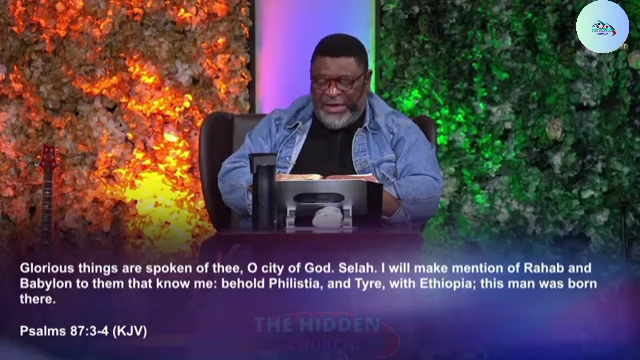 Glorious things are spoken of thee, O city of God. Selah. I will make mention of Rahab and
Babylon to them that know me: behold Philistia, and Tyre, with Ethiopia; this man was born
there.
Psalms 87:3-4 (KJV)
THE HIDDEN
CHURCH